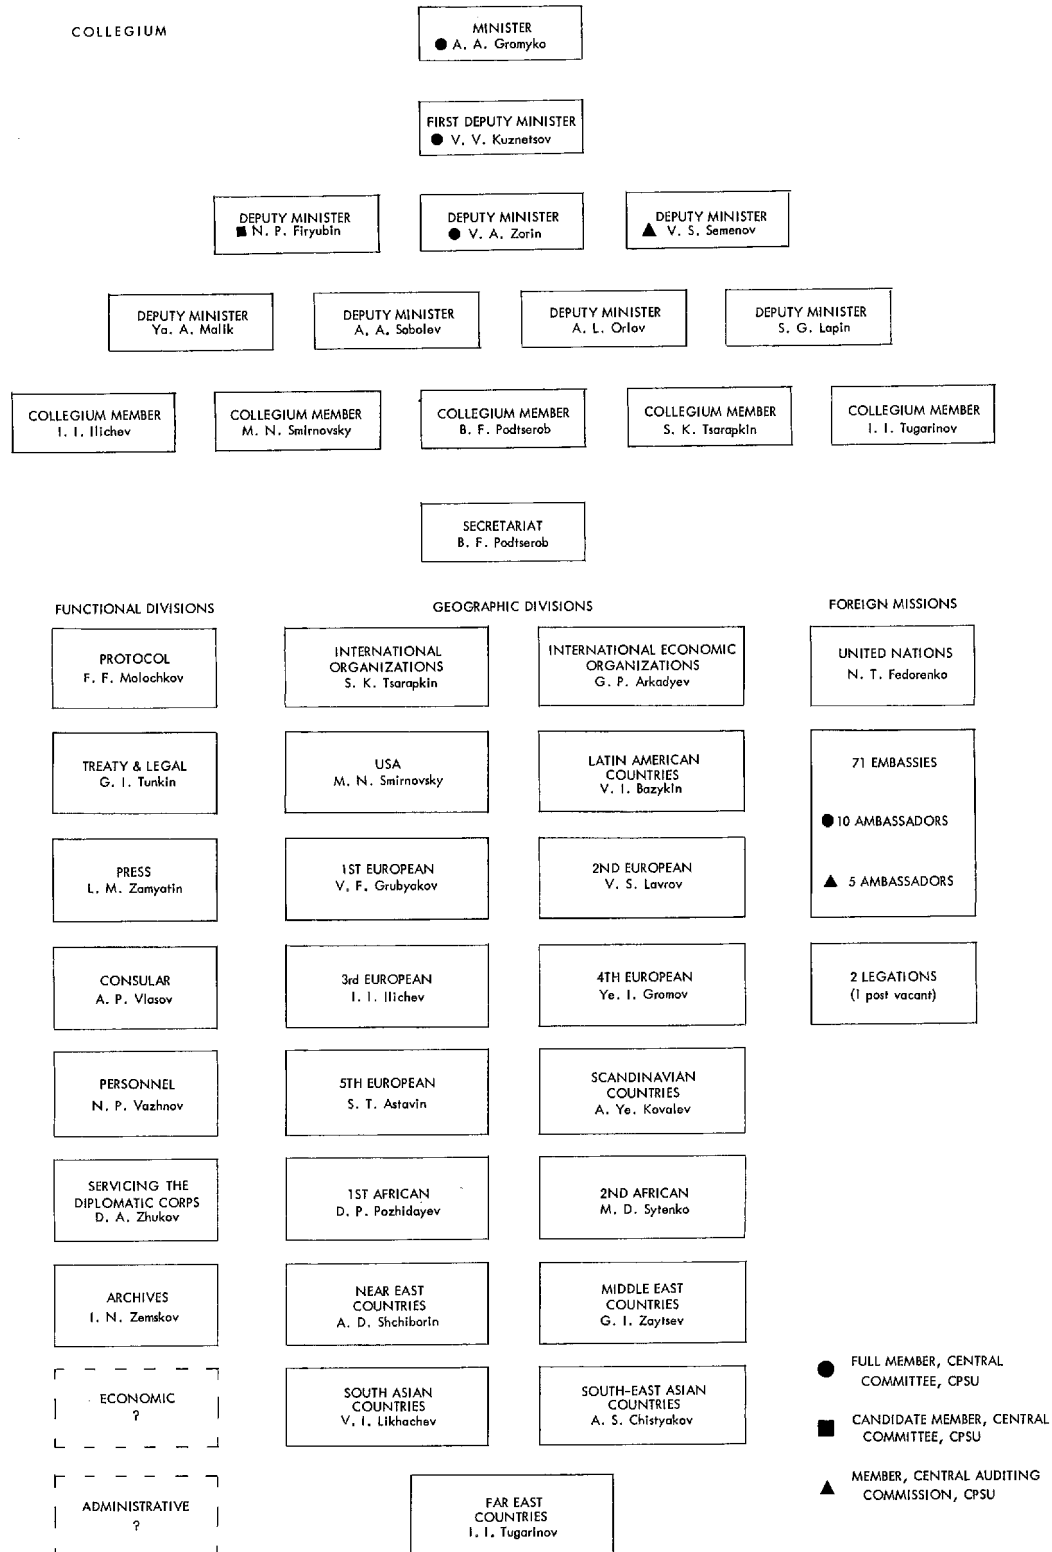 COLLEGIUM
MINISTER
A. A. Gromyko
FIRST DEPUTY MINISTER
V. V. Kuznetsov
DEPUTY MINISTER
N. P. Firyubin
DEPUTY MINISTER
V. A. Zorin
DEPUTY MINISTER
V. S. Semenov
DEPUTY MINISTER
Ya. A. Malik
DEPUTY MINISTER
A. A. Sobolev
DEPUTY MINISTER
A. L. Orlov
DEPUTY MINISTER
S. G. Lapin
COLLEGIUM MEMBER
I. I. Ilichev
COLLEGIUM MEMBER
M. N. Smirnovsky
COLLEGIUM MEMBER
B. F. Podtserob
COLLEGIUM MEMBER
S. K. Tsarapkin
COLLEGIUM MEMBER
I. I. Tugarinov
SECRETARIAT
B. F. Podtserob
FUNCTIONAL DIVISIONS
PROTOCOL
F. F. Molochkov
TREATY & LEGAL
G. I. Tunkin
PRESS
L. M. Zamyatin
CONSULAR
A. P. Vlasov
PERSONNEL
N. P. Vazhnov
SERVICING THE
DIPLOMATIC CORPS
D. A. Zhukov
ARCHIVES
I. N. Zemskov
ECONOMIC
?
ADMINISTRATIVE
?
GEOGRAPHIC DIVISIONS
INTERNATIONAL
ORGANIZATIONS
S. K. Tsarapkin
INTERNATIONAL ECONOMIC
ORGANIZATIONS
G. P. Arkadyev
USA
M. N. Smirnovsky
LATIN AMERICAN
COUNTRIES
V. I. Bazykin
1ST EUROPEAN
V. F. Grubyakov
2ND EUROPEAN
V. S. Lavrov
3rd EUROPEAN
I. I. Ilichev
4TH EUROPEAN
Ye. I. Gromov
5TH EUROPEAN
S. T. Astavin
SCANDINAVIAN
COUNTRIES
A. Ye. Kovalev
1ST AFRICAN
D. P. Pozhidayev
2ND AFRICAN
M. D. Sytenko
NEAR EAST
COUNTRIES
A. D. Shchiborin
MIDDLE EAST
COUNTRIES
G. I. Zaytsev
SOUTH ASIAN
COUNTRIES
V. I. Likhachev
SOUTH-EAST ASIAN
COUNTRIES
A. S. Chistyakov
FAR EAST
COUNTRIES
I. I. Tugarinov
FOREIGN MISSIONS
UNITED NATIONS
N. T. Fedorenko
71 EMBASSIES
10 AMBASSADORS
5 AMBASSADORS
2 LEGATIONS
(1 post vacant)
FULL MEMBER, CENTRAL
COMMITTEE, CPSU
CANDIDATE MEMBER, CENTRAL
COMMITTEE, CPSU
MEMBER, CENTRAL AUDITING
COMMISSION, CPSU